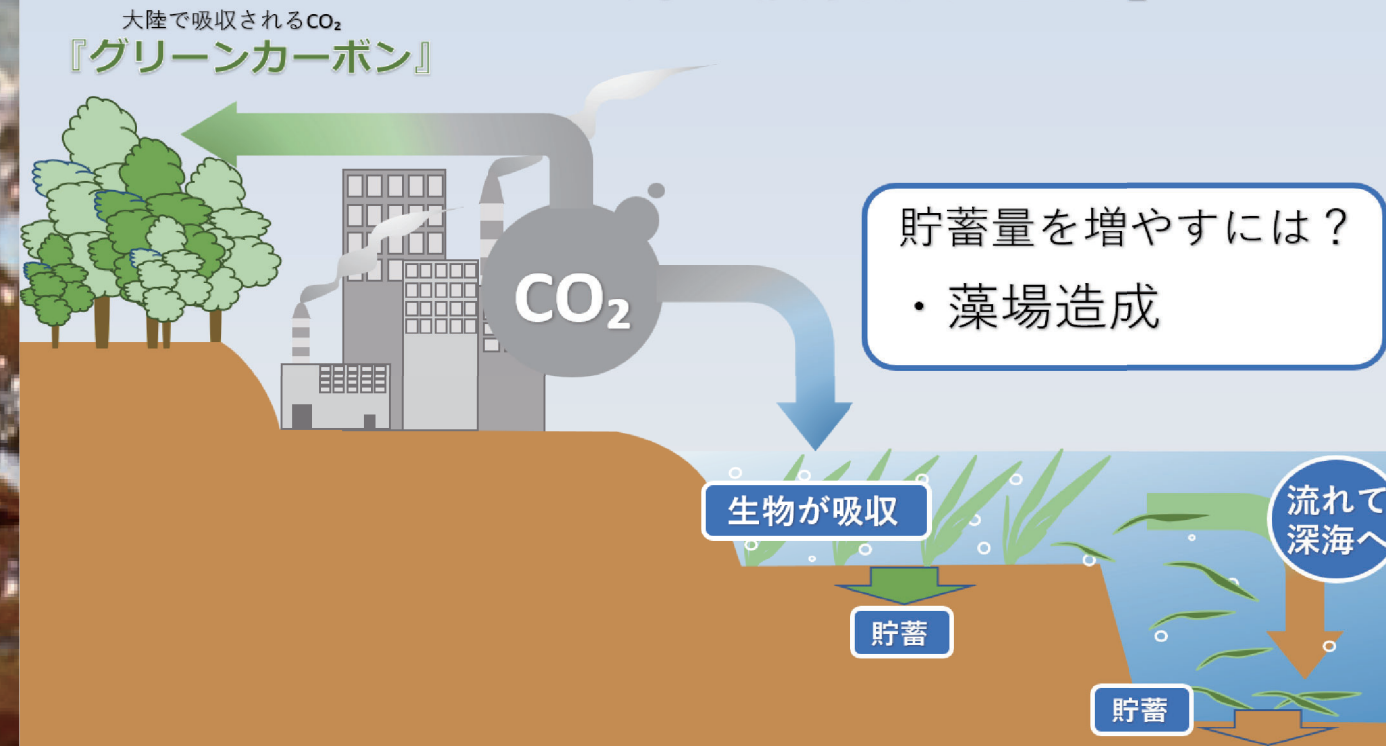 大陸で吸収されるCO₂
『グリーンカーボン』
CO₂
貯蓄量を増やすには？
・藻場造成
生物が吸収
流れて
深海へ
貯蓄
貯蓄